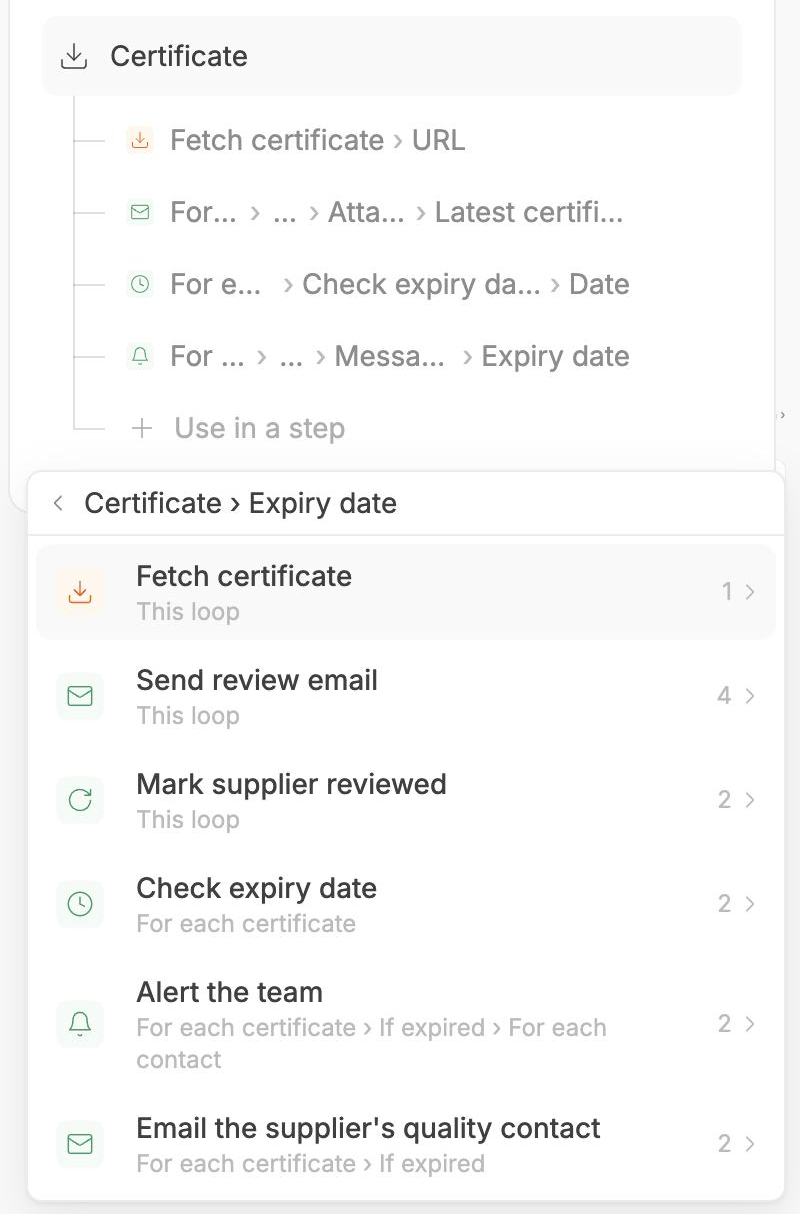 Certificate
Fetch certificate › URL
For... › ... › Atta... › Latest certifi...
For e... › Check expiry da... › Date
For ... › ... › Messa... › Expiry date
Use in a step
Certificate › Expiry date
Fetch certificate
This loop
1
Send review email
This loop
4
Mark supplier reviewed
This loop
2
Check expiry date
For each certificate
2
Alert the team
For each certificate › If expired › For each
contact
2
Email the supplier's quality contact
For each certificate › If expired
2